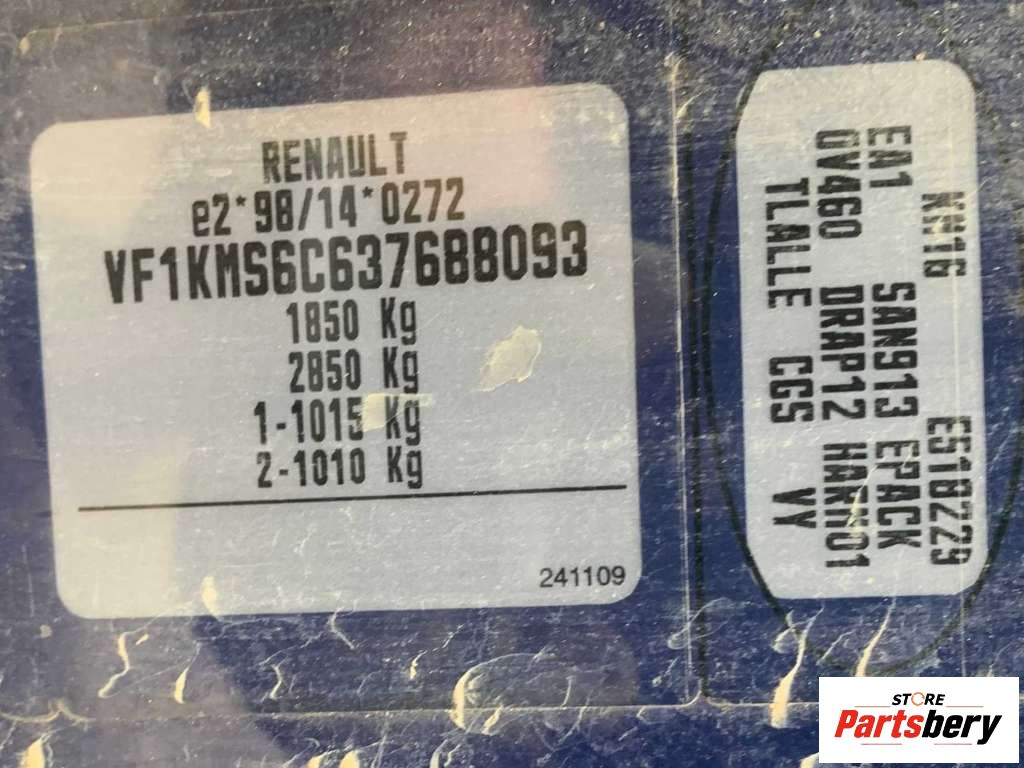 RENAULT
e2*98/14*0272
VF1KMS6C637688093
1850 Kg
2850 Kg
1-1015 Kg
2-1010 Kg
241109
KM16 E518229
EA1 SAN913 EPACK
OV460 DRAP12 HARM01
TLALLE CGS VY
STORE
Partsbery